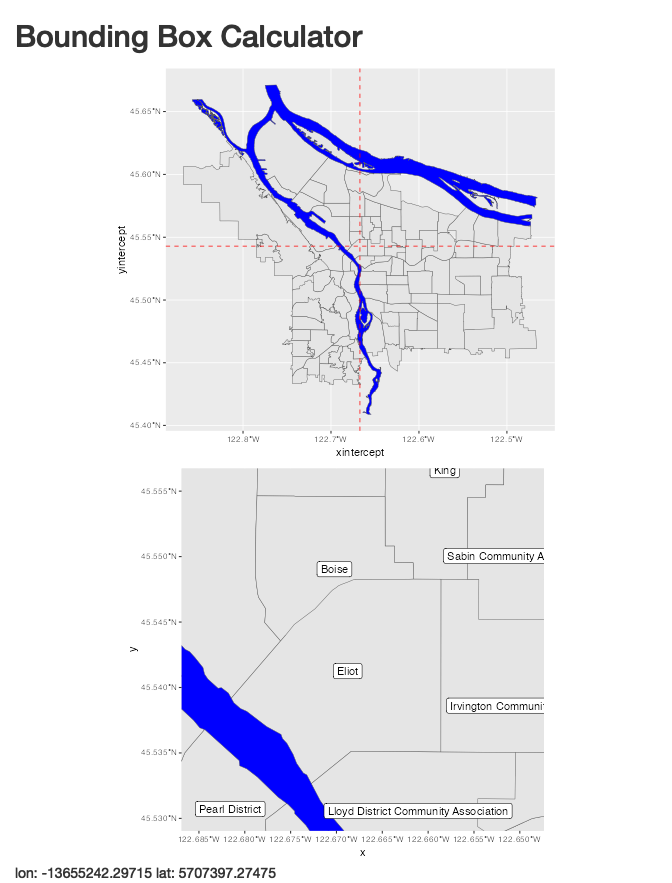 Bounding Box Calculator
45.65°N
45.60°N
45.55°N
45.50°N
45.45°N
45.40°N
yintercept
122.8°W 122.7°W 122.6°W 122.5°W
xintercept
King
45.555°N
45.550°N
Sabin Community A
Boise
45.545°N
y
Eliot
45.540°N
Irvington Communit
45.535°N
Pearl District
Lloyd District Community Association
45.530°N
122.685°W 122.680°W 122.675°W 122.670°W 122.665°W 122.660°W 122.655°W 122.650°W
x
lon: -13655242.29715 lat: 5707397.27475